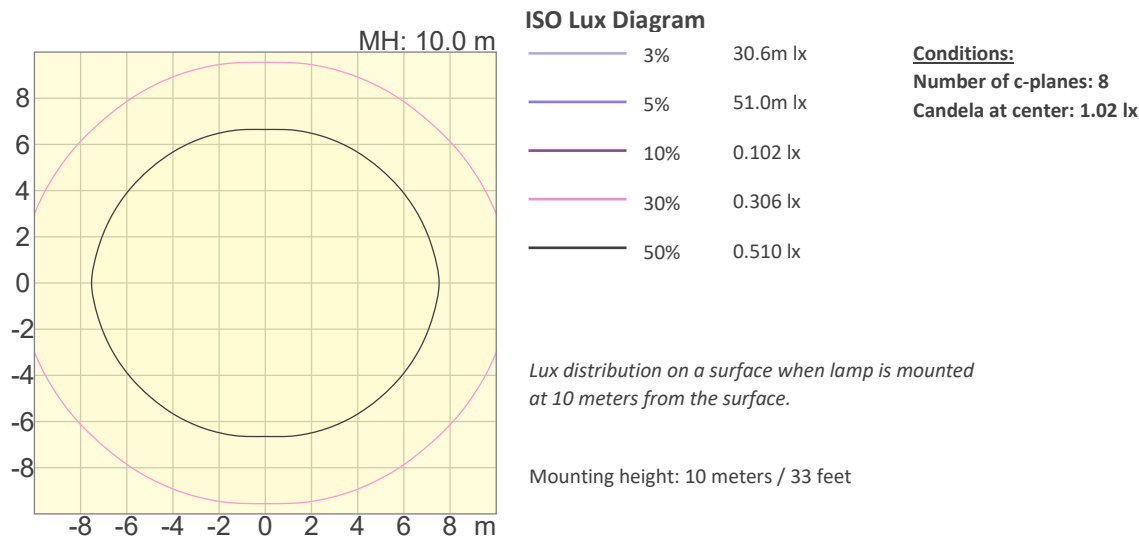 ISO Lux Diagram
MH: 10.0 m
8
6
4
2
0
-2
-4
-6
-8
-8 -6 -4 -2 0 2 4 6 8 m
3% 30.6m lx
5% 51.0m lx
10% 0.102 lx
30% 0.306 lx
50% 0.510 lx
Conditions:
Number of c-planes: 8
Candela at center: 1.02 lx
Lux distribution on a surface when lamp is mounted
at 10 meters from the surface.
Mounting height: 10 meters / 33 feet